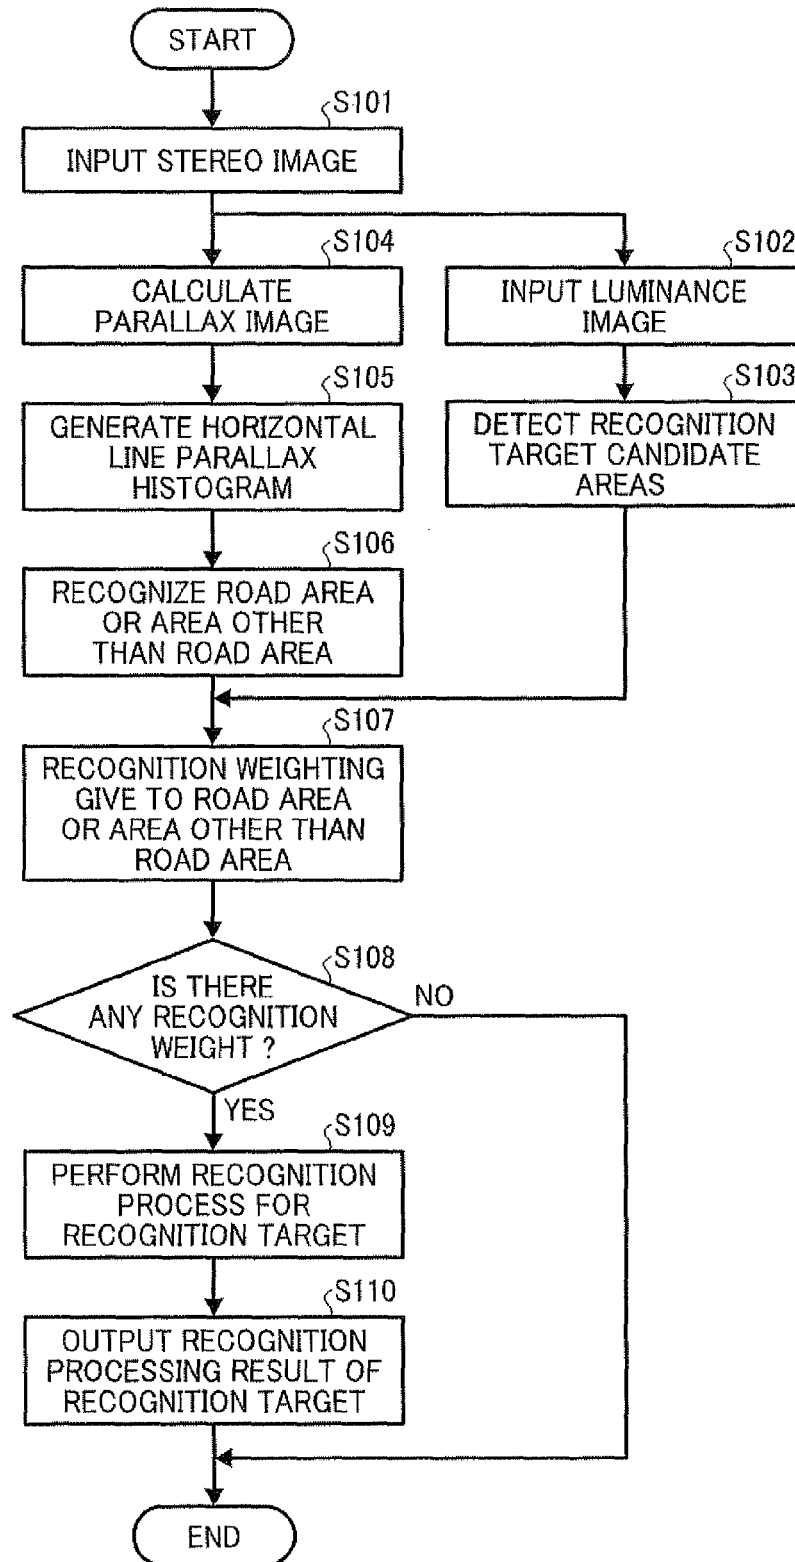 START
S101
INPUT STEREO IMAGE
S104
CALCULATE
PARALLAX IMAGE
S102
INPUT LUMINANCE
IMAGE
S105
GENERATE HORIZONTAL
LINE PARALLAX
HISTOGRAM
S103
DETECT RECOGNITION
TARGET CANDIDATE
AREAS
S106
RECOGNIZE ROAD AREA
OR AREA OTHER
THAN ROAD AREA
S107
RECOGNITION WEIGHTING
GIVE TO ROAD AREA
OR AREA OTHER THAN
ROAD AREA
S108
IS THERE
ANY RECOGNITION
WEIGHT ?
NO
YES
S109
PERFORM RECOGNITION
PROCESS FOR
RECOGNITION TARGET
S110
OUTPUT RECOGNITION
PROCESSING RESULT OF
RECOGNITION TARGET
END